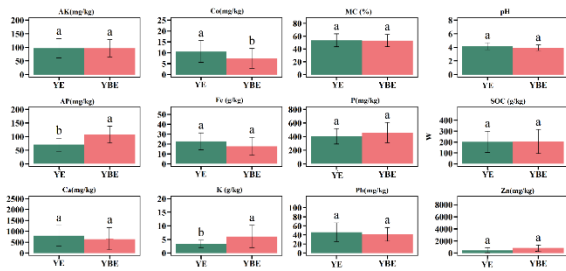 AK(mg/kg) Co(mg/kg) MC (%) pH
200 a a 20 a b 80 a a 8 a a
150 15 60 6
100 10 40 4
50 5 20 2
0 0 0 0
YE YBE YE YBE YE YBE YE YBE
AP(mg/kg) Fe (g/kg) P(mg/kg) SOC (g/kg)
200 b a 50 a a 800 a a 400 a a
150 40 600 300
100 30 400 200
50 20 200 100
0 10 0 0
0
W
YE YBE YE YBE YE YBE YE YBE
Ca(mg/kg) K (g/kg) Pb(mg/kg) Zn(mg/kg)
2500 a a 20 b a 100 a a 8000 a a
2000 15 80 6000
1500 10 60 4000
1000 5 40 2000
500 0 20 0
0 0
YE YBE YE YBE YE YBE YE YBE